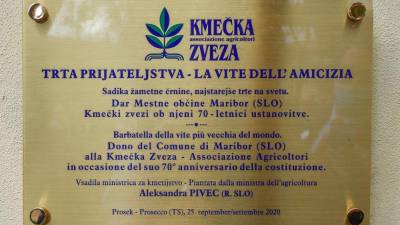 KMEČKA
associazione agricoltori
ZVEZA
TRTA PRIJATELJSTVA - LA VITE DELL' AMICIZIA
Sadika žametne črnine, najstarejše trte na svetu.
Dar Mestne občine Maribor (SLO)
Kmečki zvezi ob njeni 70 - letnici ustanovitve.
Barbatella della vite più vecchia del mondo.
Dono del Comune di Maribor (SLO)
alla Kmečka Zveza - Associazione Agricoltori
in occasione del suo 70° anniversario della costituzione.
Vsadila ministrica za kmetijstvo - Piantata dalla ministra dell'agricoltura
Aleksandra PIVEC (R. SLO)
Prosek - Prosecco (TS), 25 september/settembre 2020